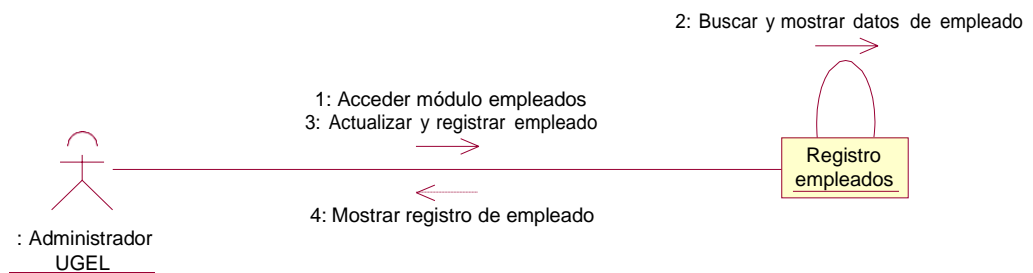 2: Buscar y mostrar datos de empleado
1: Acceder módulo empleados
3: Actualizar y registrar empleado
Registro
empleados
4: Mostrar registro de empleado
: Administrador
UGEL